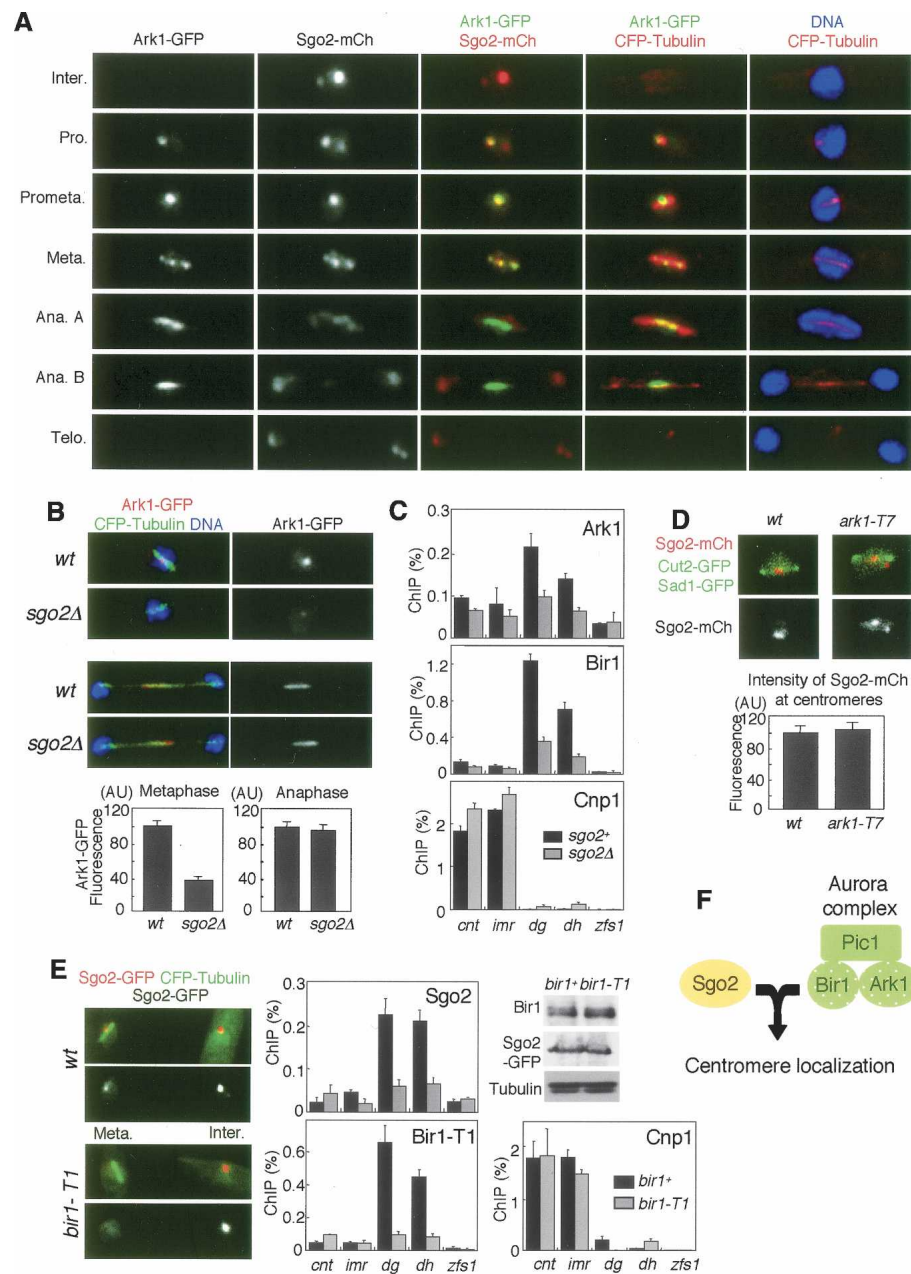 A
Ark1-GFP Sgo2-mCh Ark1-GFP Sgo2-mCh Ark1-GFP CFP-Tubulin DNA CFP-Tubulin
Inter.
Pro.
Prometa.
Meta.
Ana. A
Ana. B
Telo.
B
Ark1-GFP
CFP-Tubulin DNA
Ark1-GFP
wt
sgo2Δ
wt
sgo2Δ
(AU) Metaphase
Ark1-GFP
Fluorescence
120
80
40
0
wt sgo2Δ
(AU) Anaphase
120
80
40
0
wt sgo2Δ
C
Ark1
ChIP (%)
0.3
0.2
0.1
0
Bir1
ChIP (%)
1.2
0.8
0.4
0
Cnp1
ChIP (%)
2
0
sgo2+
sgo2Δ
cnt imr dg dh zfs1
D
wt ark1-T7
Sgo2-mCh
Cut2-GFP
Sad1-GFP
Sgo2-mCh
Intensity of Sgo2-mCh
at centromeres
(AU)
Fluorescence
120
80
40
0
wt ark1-T7
E
Sgo2-GFP CFP-Tubulin
Sgo2-GFP
wt
Meta. Inter.
bir1-T1
Sgo2
ChIP (%)
0.3
0.2
0.1
0
Bir1-T1
ChIP (%)
0.6
0.4
0.2
0
cnt imr dg dh zfs1
bir1+ bir1-T1
Bir1
Sgo2
-GFP
Tubulin
Cnp1
ChIP (%)
2
0
bir1+
bir1-T1
cnt imr dg dh zfs1
F
Aurora
complex
Pic1
Sgo2
Bir1
Ark1
Centromere localization